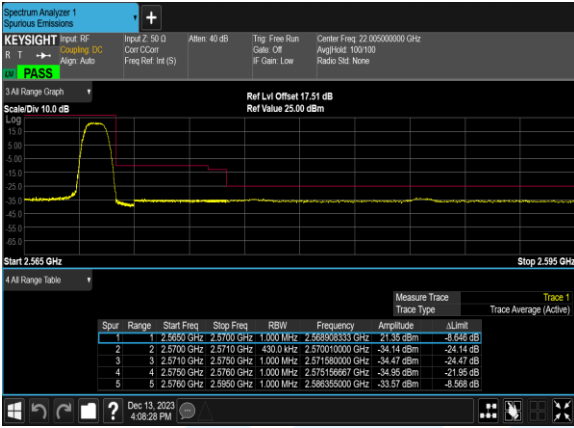 Spectrum Analyzer 1
Spurious Emissions
+
KEYSIGHT Input: RF Input Z: 50 Ω Atten: 40 dB Trig: Free Run Center Freq: 22.005000000 GHz
R T Coupling: DC Corr CCorr Gate: Off Avg|Hold: 100/100
Align: Auto Freq Ref: Int (S) IF Gain: Low Radio Std: None
LW PASS
3 All Range Graph
Ref Lvl Offset 17.51 dB
Scale/Div 10.0 dB Ref Value 25.00 dBm
Log
15.0
5.00
-5.00
-15.0
-25.0
-35.0
-45.0
-55.0
-65.0
Start 2.565 GHz Stop 2.595 GHz
4 All Range Table
Measure Trace Trace 1
Trace Type Trace Average (Active)
Spur Range Start Freq Stop Freq RBW Frequency Amplitude ΔLimit
1 1 2.5650 GHz 2.5700 GHz 1.000 MHz 2.568908333 GHz 21.35 dBm -8.646 dB
2 2 2.5700 GHz 2.5710 GHz 430.0 kHz 2.570010000 GHz -34.14 dBm -24.14 dB
3 3 2.5710 GHz 2.5750 GHz 1.000 MHz 2.571580000 GHz -34.47 dBm -24.47 dB
4 4 2.5750 GHz 2.5760 GHz 1.000 MHz 2.575156667 GHz -34.95 dBm -21.95 dB
5 5 2.5760 GHz 2.5950 GHz 1.000 MHz 2.586355000 GHz -33.57 dBm -8.568 dB
? Dec 13, 2023
4:08:28 PM